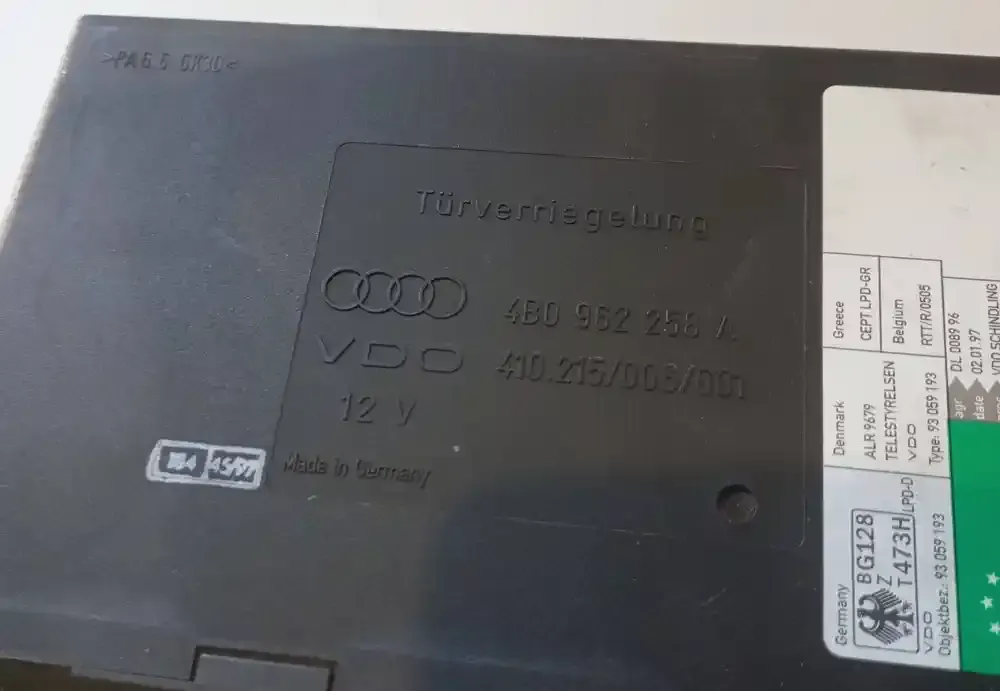 >PA 6.6 GK30<
Türverriegelung
4B0 962 258 A
VDO
410.215/006/001
12 V
Made in Germany
Greece
CEPT LPD-GR
Belgium
RTT/R/0505
Denmark
ALR 9679
TELESTYRELSEN
VDO
Type: 93 059 193
Germany
BG128
Z
T473H
LPD-D
VDO
Objektbez.: 93 059 193
DL 0089 96
02.01.97
VDO SCHINDLING
date